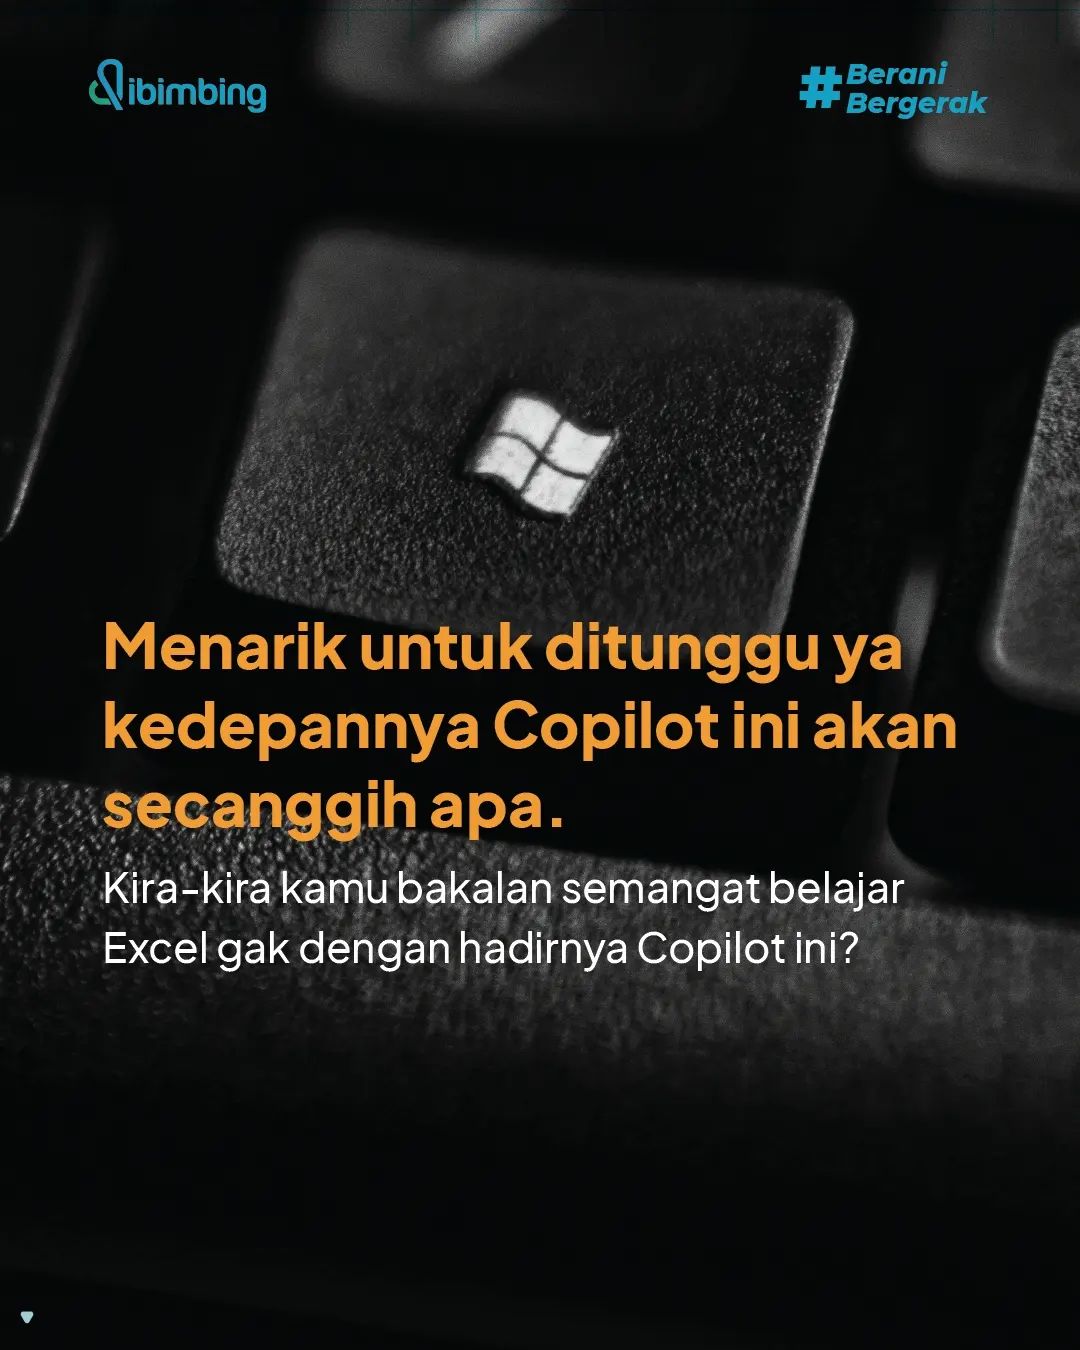 dibimbing
#Berani
Bergerak
Menarik untuk ditunggu ya
kedepannya Copilot ini akan
secanggih apa.
Kira-kira kamu bakalan semangat belajar
Excel gak dengan hadirnya Copilot ini?